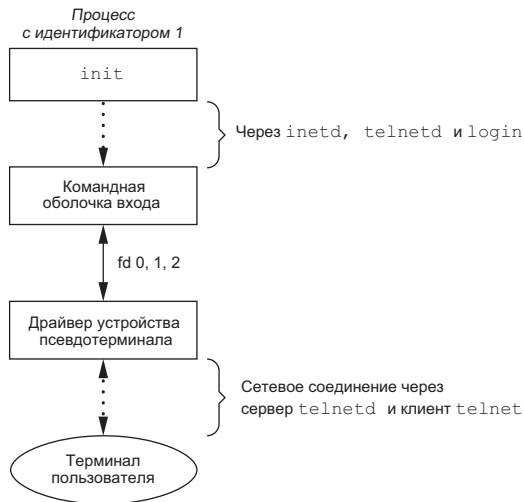 Процесс
с идентификатором 1
init
Через inetd, telnetd и login
Командная
оболочка входа
fd 0, 1, 2
Драйвер устройства
псевдотерминала
Сетевое соединение через
сервер telnetd и клиент telnet
Терминал
пользователя